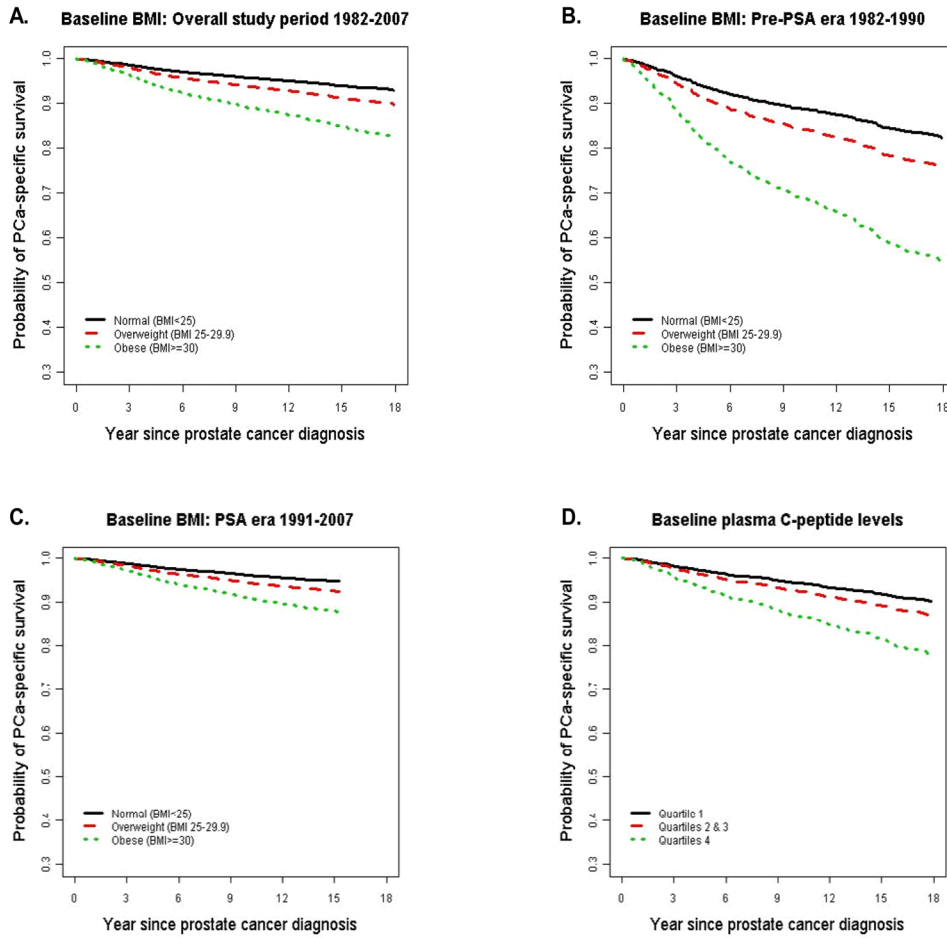 A. Baseline BMI: Overall study period 1982-2007
Probability of PCa-specific survival
1.0
0.9
0.8
0.7
0.6
0.5
0.4
0.3
Normal (BMI<25)
Overweight (BMI 25-29.9)
Obese (BMI>=30)
0 3 6 9 12 15 18
Year since prostate cancer diagnosis
B. Baseline BMI: Pre-PSA era 1982-1990
Probability of PCa-specific survival
1.0
0.9
0.8
0.7
0.6
0.5
0.4
0.3
Normal (BMI<25)
Overweight (BMI 25-29.9)
Obese (BMI>=30)
0 3 6 9 12 15 18
Year since prostate cancer diagnosis
C. Baseline BMI: PSA era 1991-2007
Probability of PCa-specific survival
1.0
0.9
0.8
0.7
0.6
0.5
0.4
0.3
Normal (BMI<25)
Overweight (BMI 25-29.9)
Obese (BMI>=30)
0 3 6 9 12 15 18
Year since prostate cancer diagnosis
D. Baseline plasma C-peptide levels
Probability of PCa-specific survival
1.0
0.9
0.8
0.7
0.6
0.5
0.4
0.3
Quartile 1
Quartiles 2 & 3
Quartiles 4
0 3 6 9 12 15 18
Year since prostate cancer diagnosis